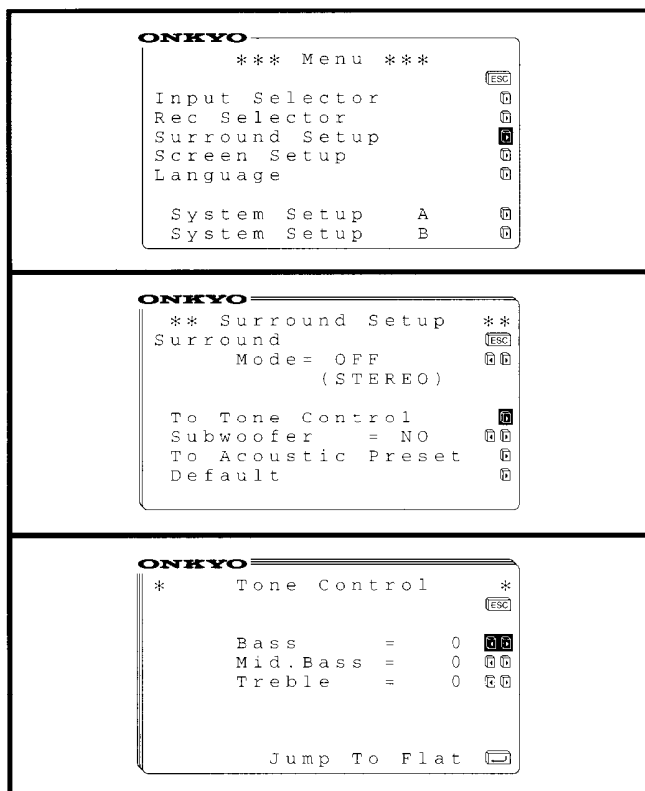 ONKYO
*** Menu ***
ESC
Input Selector
Rec Selector
Surround Setup
Screen Setup
Language
System Setup A
System Setup B
ONKYO
** Surround Setup **
Surround ESC
Mode= OFF
(STEREO)
To Tone Control
Subwoofer = NO
To Acoustic Preset
Default
ONKYO
* Tone Control *
ESC
Bass = 0
Mid.Bass = 0
Treble = 0
Jump To Flat